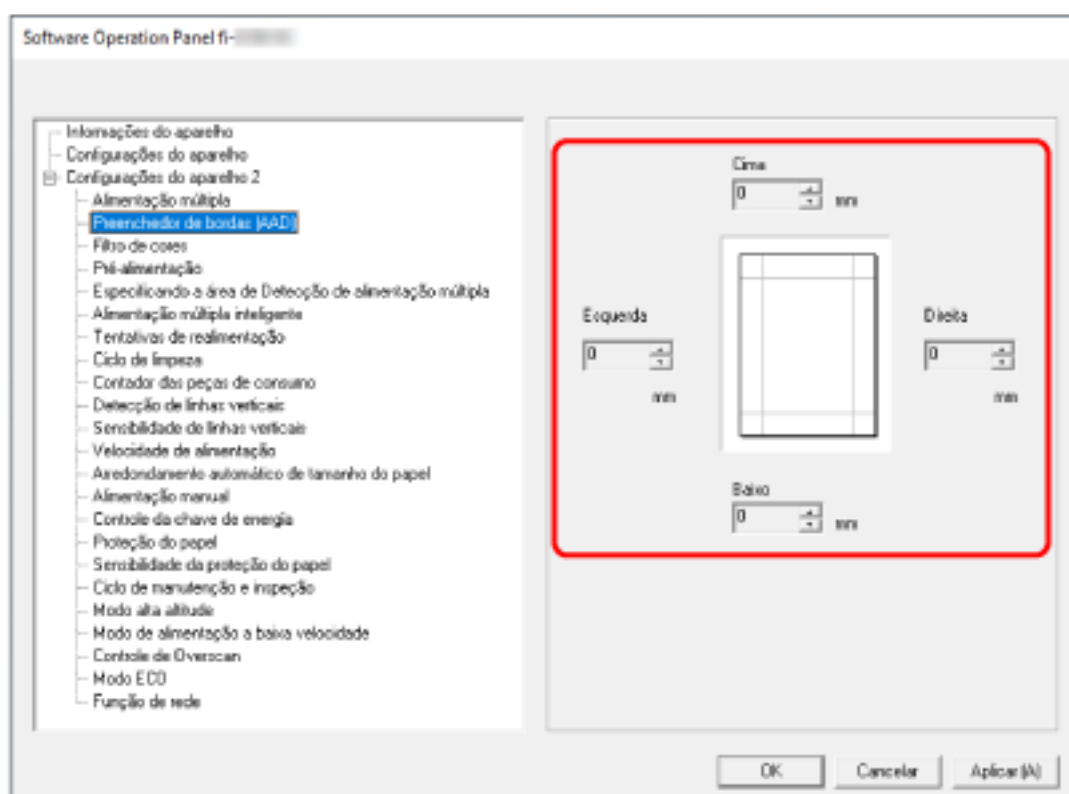 Software Operation Panel fi-
Informações do aparelho
Configurações do aparelho
Configurações do aparelho 2
Alimentação múltipla
Preenchedor de bordas (AAD)
Filtro de cores
Pré-alimentação
Especificando a área de Detecção de alimentação múltipla
Alimentação múltipla inteligente
Tentativas de realimentação
Ciclo de limpeza
Contador das peças de consumo
Detecção de linhas verticais
Sensibilidade de linhas verticais
Velocidade de alimentação
Arredondamento automático de tamanho do papel
Alimentação manual
Controle da chave de energia
Proteção do papel
Sensibilidade da proteção do papel
Ciclo de manutenção e inspeção
Modo alta altitude
Modo de alimentação a baixa velocidade
Controle de Overscan
Modo ECO
Função de rede
Cima
0 mm
Esquerda
0
mm
Direita
0
mm
Baixo
0 mm
OK Cancelar Aplicar(A)